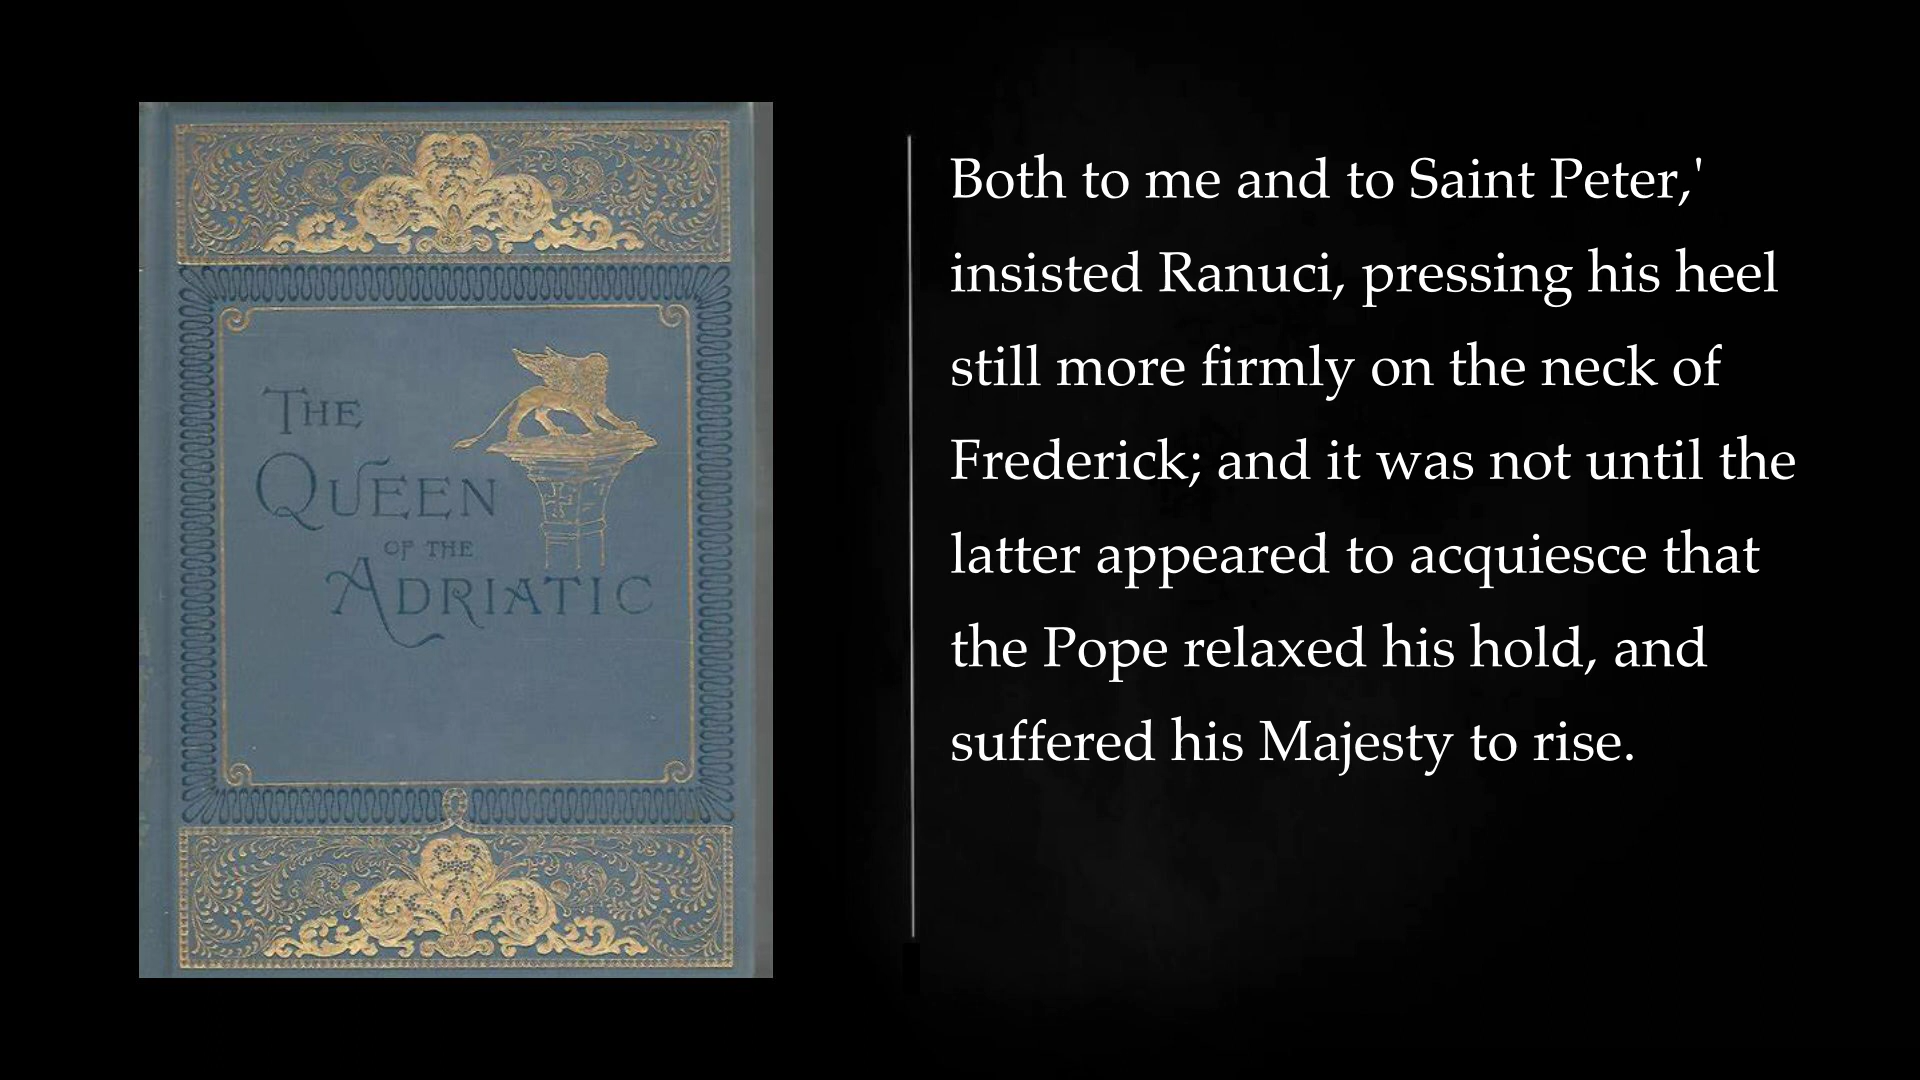 THE
QUEEN
OF THE
ADRIATIC
Both to me and to Saint Peter,'
insisted Ranuci, pressing his heel
still more firmly on the neck of
Frederick; and it was not until the
latter appeared to acquiesce that
the Pope relaxed his hold, and
suffered his Majesty to rise.